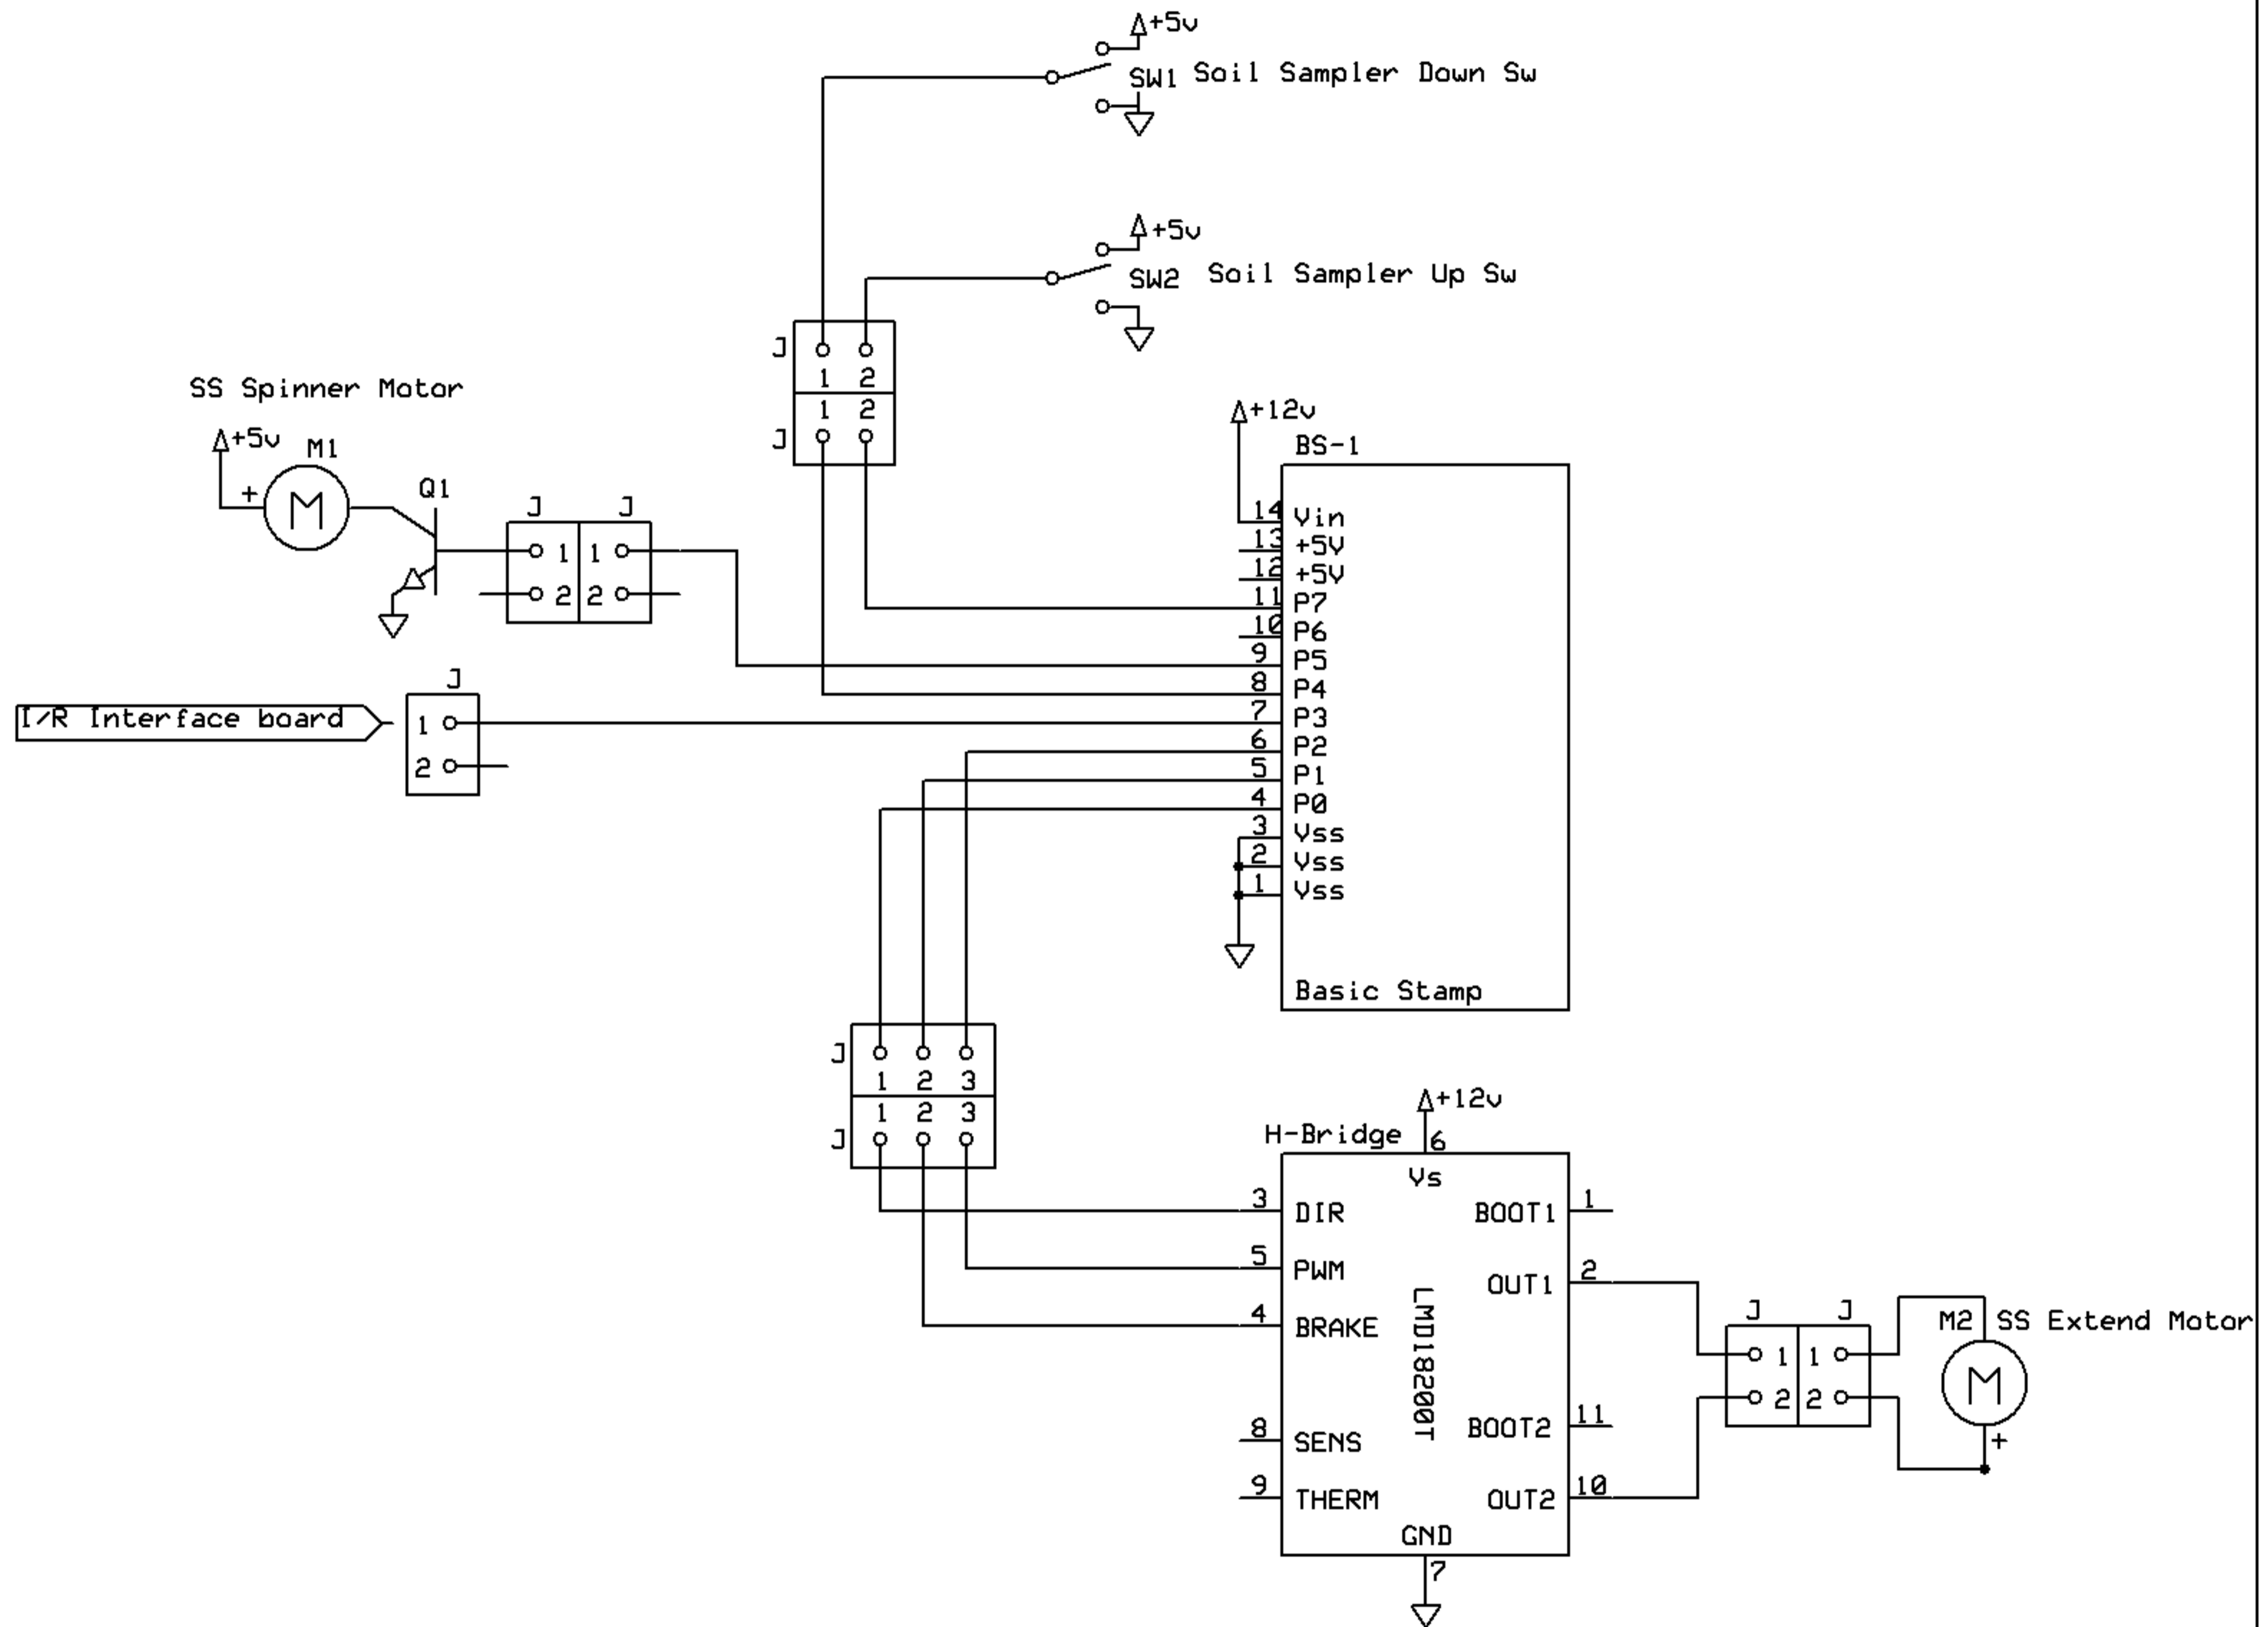 +5v
SW1 Soil Sampler Down Sw
+5v
SW2 Soil Sampler Up Sw
J
1 2
1 2
J
SS Spinner Motor
+5v
M1
+
M
Q1
J J
1 1
2 2
+12v
BS-1
14 Vin
13 +5V
12 +5V
11 P7
10 P6
9 P5
8 P4
7 P3
6 P2
5 P1
4 P0
3 Vss
2 Vss
1 Vss
Basic Stamp
I/R Interface board
J
1
2
J
1 2 3
1 2 3
J
+12v
H-Bridge
6
Vs
3 DIR
5 PWM
4 BRAKE
8 SENS
9 THERM
LMD18200T
BOOT1 1
OUT1 2
BOOT2 11
OUT2 10
GND
7
J J
1 1
2 2
M2 SS Extend Motor
M
+